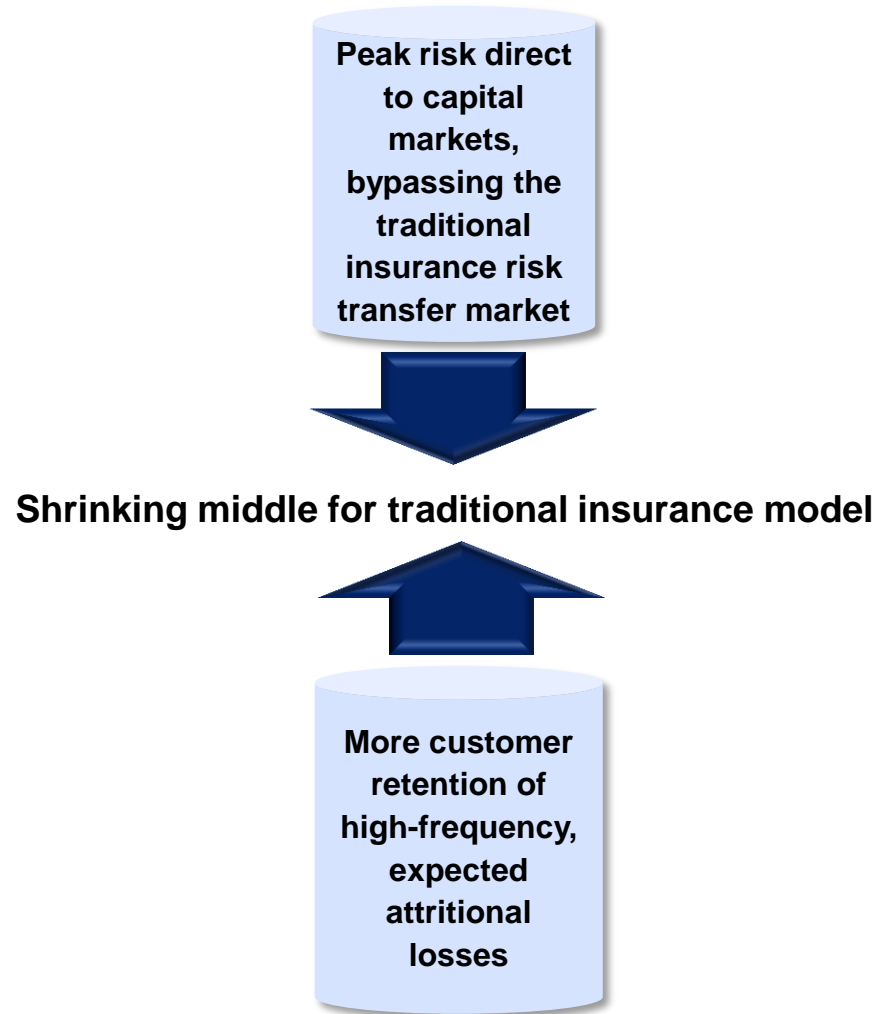 Peak risk direct
to capital
markets,
bypassing the
traditional
insurance risk
transfer market
Shrinking middle for traditional insurance model
More customer
retention of
high-frequency,
expected
attritional
losses